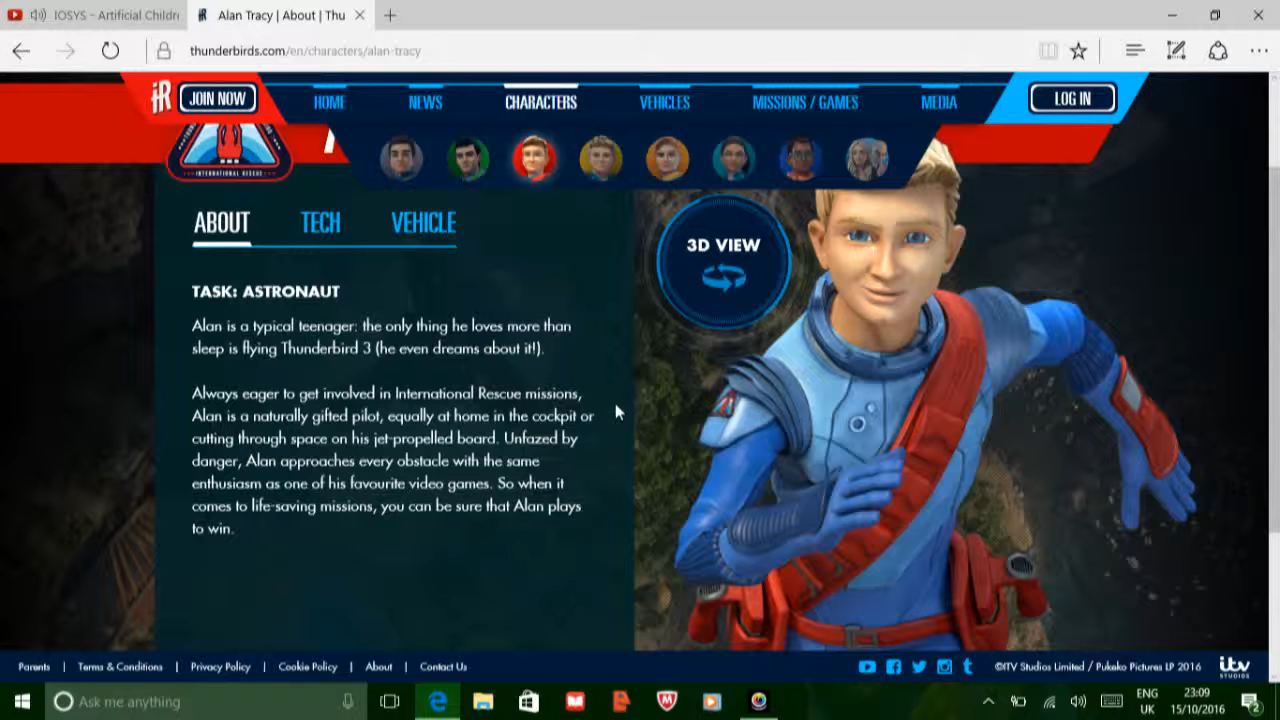 IOSYS - Artificial Childre
Alan Tracy | About | Thu
thunderbirds.com/en/characters/alan-tracy
iR
JOIN NOW
HOME
NEWS
CHARACTERS
VEHICLES
MISSIONS / GAMES
MEDIA
LOG IN
INTERNATIONAL RESCUE
ABOUT
TECH
VEHICLE
3D VIEW
TASK: ASTRONAUT
Alan is a typical teenager: the only thing he loves more than
sleep is flying Thunderbird 3 (he even dreams about it!).
Always eager to get involved in International Rescue missions,
Alan is a naturally gifted pilot, equally at home in the cockpit or
cutting through space on his jet-propelled board. Unfazed by
danger, Alan approaches every obstacle with the same
enthusiasm as one of his favourite video games. So when it
comes to life-saving missions, you can be sure that Alan plays
to win.
Parents | Terms & Conditions | Privacy Policy | Cookie Policy | About | Contact Us
©ITV Studios Limited / Pukeko Pictures LP 2016
itv
STUDIOS
Ask me anything
ENG
UK
23:09
15/10/2016
2